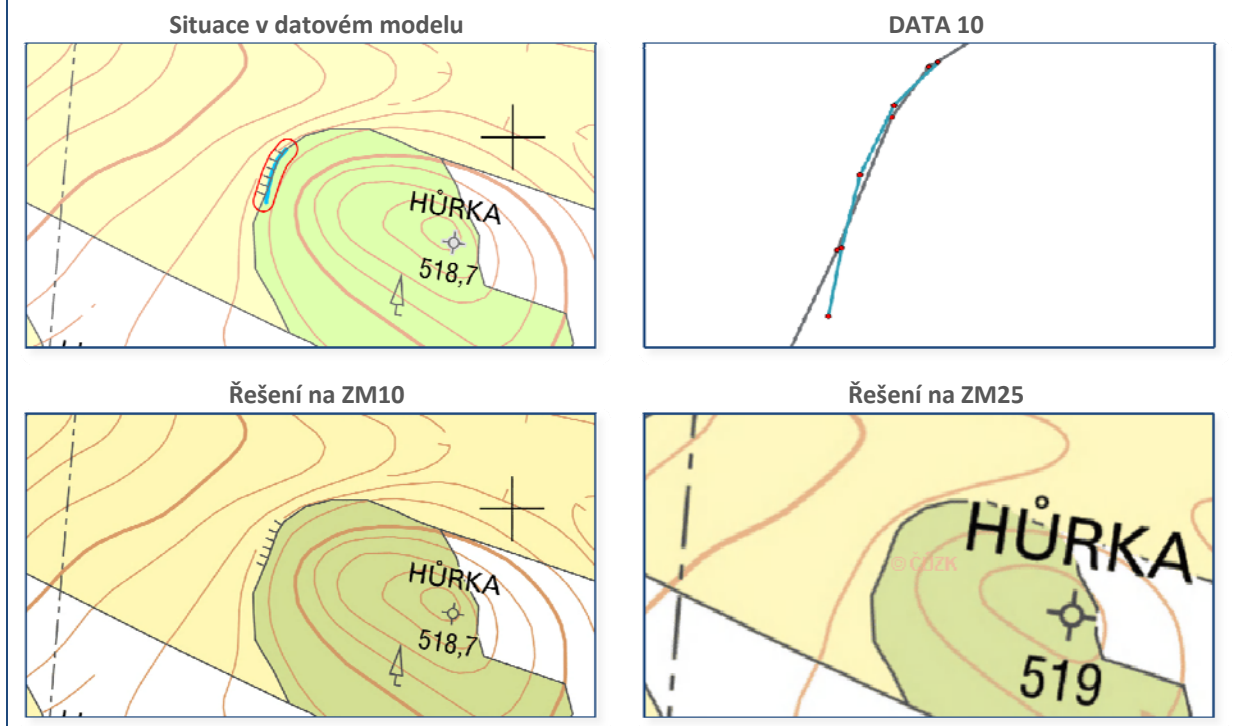 Situace v datovém modelu
DATA 10
HŮRKA
518,7
Řešení na ZM10
Řešení na ZM25
HŮRKA
518,7
HŮRKA
© ČÚZK
519